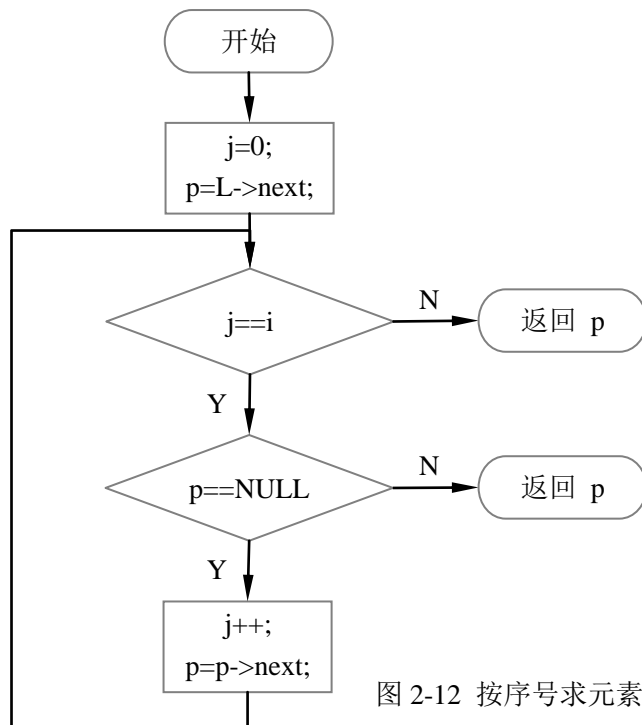 开始
j=0;
p=L->next;
j==i
N
返回 p
Y
p==NULL
N
返回 p
Y
j++;
p=p->next;
图 2-12 按序号求元素